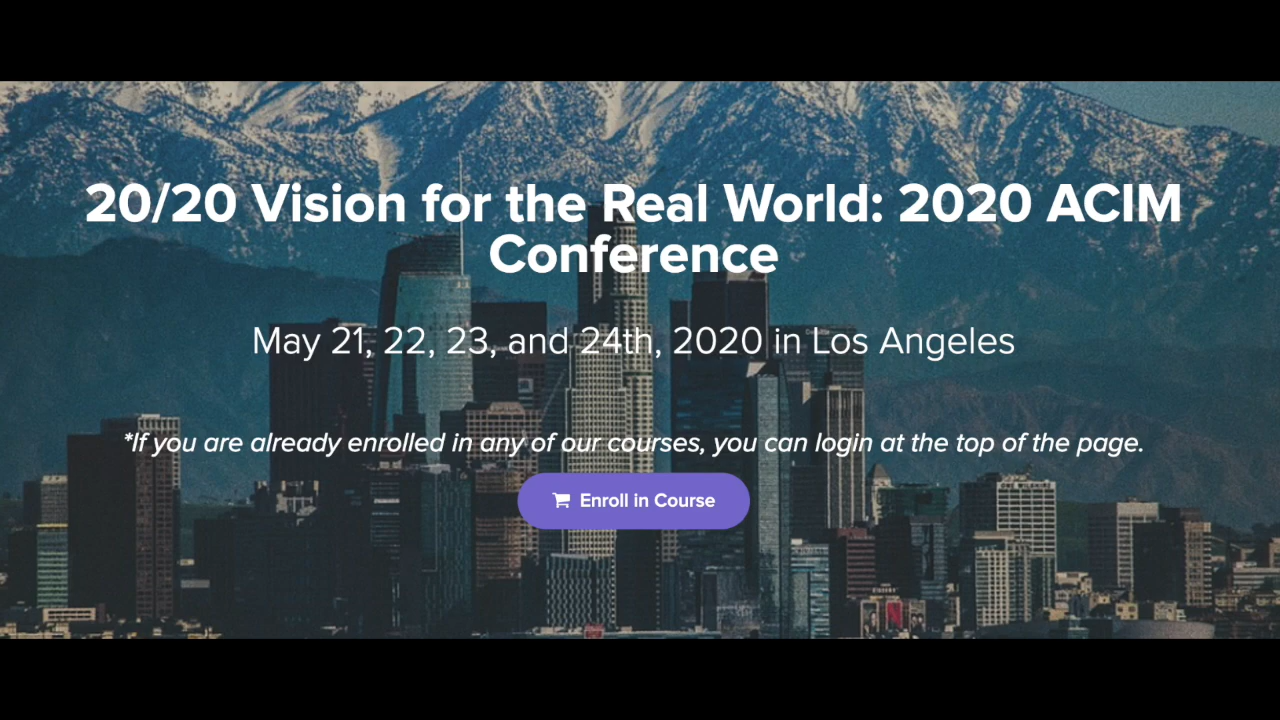 20/20 Vision for the Real World: 2020 ACIM
Conference
May 21, 22, 23, and 24th, 2020 in Los Angeles
*If you are already enrolled in any of our courses, you can login at the top of the page.
Enroll in Course